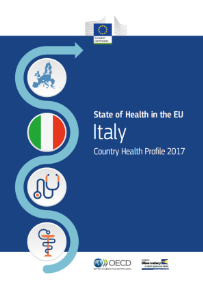 State of Health in the EU
Italy
Country Health Profile 2017
OECD